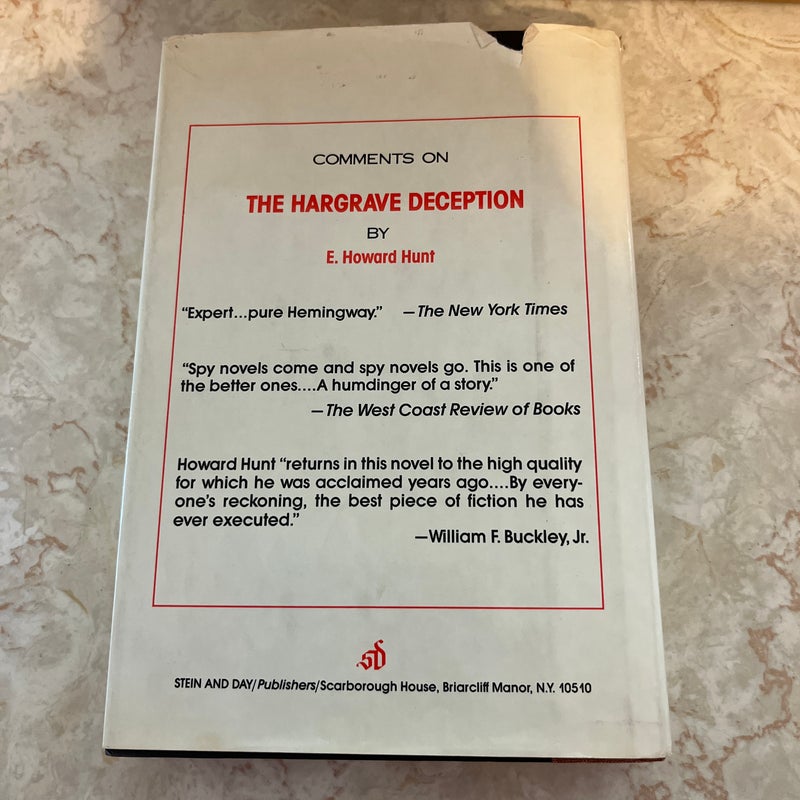 COMMENTS ON
THE HARGRAVE DECEPTION
BY
E. Howard Hunt
“Expert...pure Hemingway.” —The New York Times
“Spy novels come and spy novels go. This is one of
the better ones....A humdinger of a story.”
—The West Coast Review of Books
Howard Hunt “returns in this novel to the high quality
for which he was acclaimed years ago....By every-
one’s reckoning, the best piece of fiction he has
ever executed.”
—William F. Buckley, Jr.
sd
STEIN AND DAY/Publishers/Scarborough House, Briarcliff Manor, N.Y. 10510